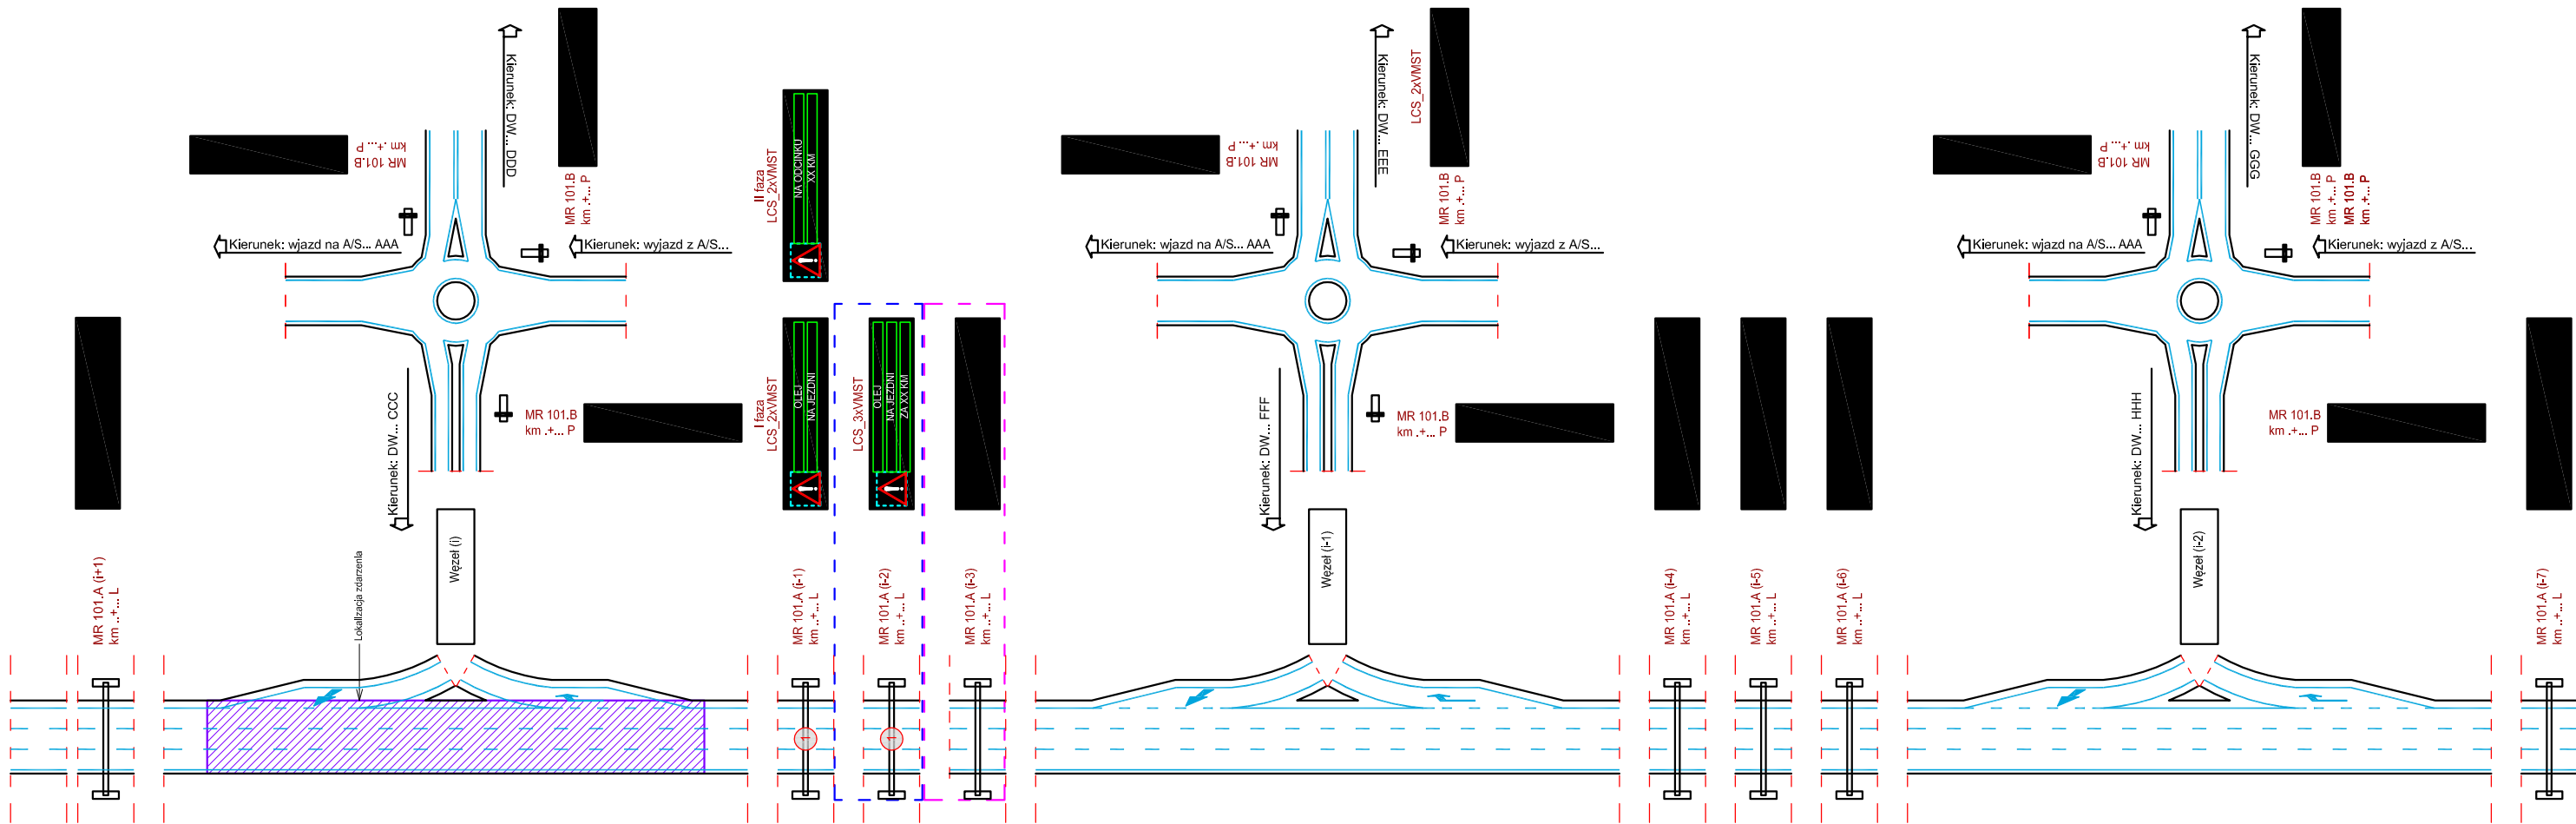 Kierunek: DW... DDD
MR 101.B
km .+... P
MR 101.B
km .+... P
Kierunek: wjazd na A/S... AAA
Kierunek: wyjazd z A/S...
Kierunek: DW... CCC
MR 101.B
km .+... P
Węzeł (i)
Lokalizacja zdarzenia
MR 101.A (i+1)
km ..+... L
II faza
LCS_2xVMST
NA ODCINKU
XX KM
I faza
LCS_2xVMST
OLEJ
NA JEZDNI
LCS_3xVMST
OLEJ
NA JEZDNI
ZA XX KM
MR 101.A (i-1)
km ..+... L
1
MR 101.A (i-2)
km ..+... L
1
MR 101.A (i-3)
km ..+... L
Kierunek: DW... EEE
LCS_2xVMST
MR 101.B
km .+... P
MR 101.B
km .+... P
Kierunek: wjazd na A/S... AAA
Kierunek: wyjazd z A/S...
Kierunek: DW... FFF
MR 101.B
km .+... P
Węzeł (i-1)
MR 101.A (i-4)
km ..+... L
MR 101.A (i-5)
km ..+... L
MR 101.A (i-6)
km ..+... L
Kierunek: DW... GGG
MR 101.B
km .+... P
MR 101.B
km .+... P
MR 101.B
km .+... P
Kierunek: wjazd na A/S... AAA
Kierunek: wyjazd z A/S...
Kierunek: DW... HHH
MR 101.B
km .+... P
Węzeł (i-2)
MR 101.A (i-7)
km ..+... L